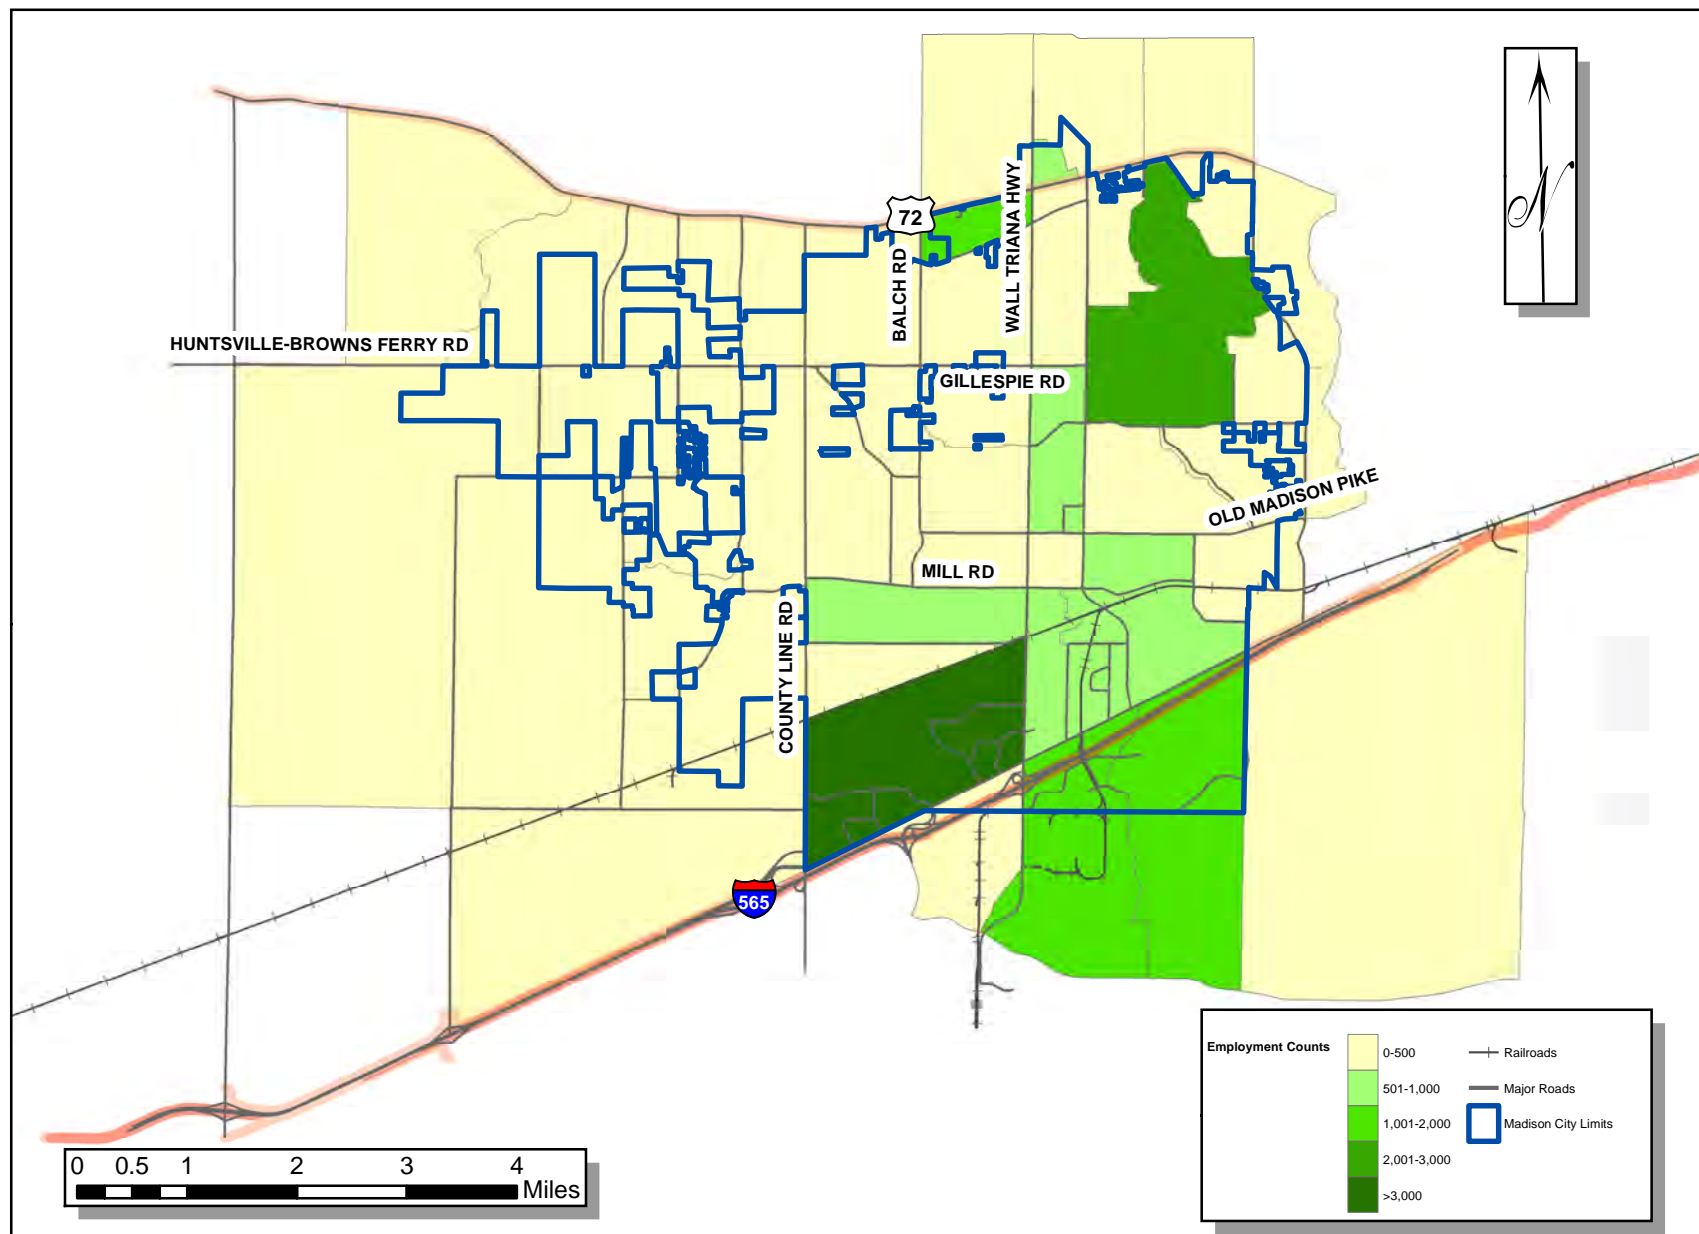 N
72
BALCH RD
WALL TRIANA HWY
HUNTSVILLE-BROWNS FERRY RD
GILLESPIE RD
OLD MADISON PIKE
MILL RD
COUNTY LINE RD
565
Employment Counts
0-500
501-1,000
1,001-2,000
2,001-3,000
>3,000
Railroads
Major Roads
Madison City Limits
0 0.5 1 2 3 4
Miles